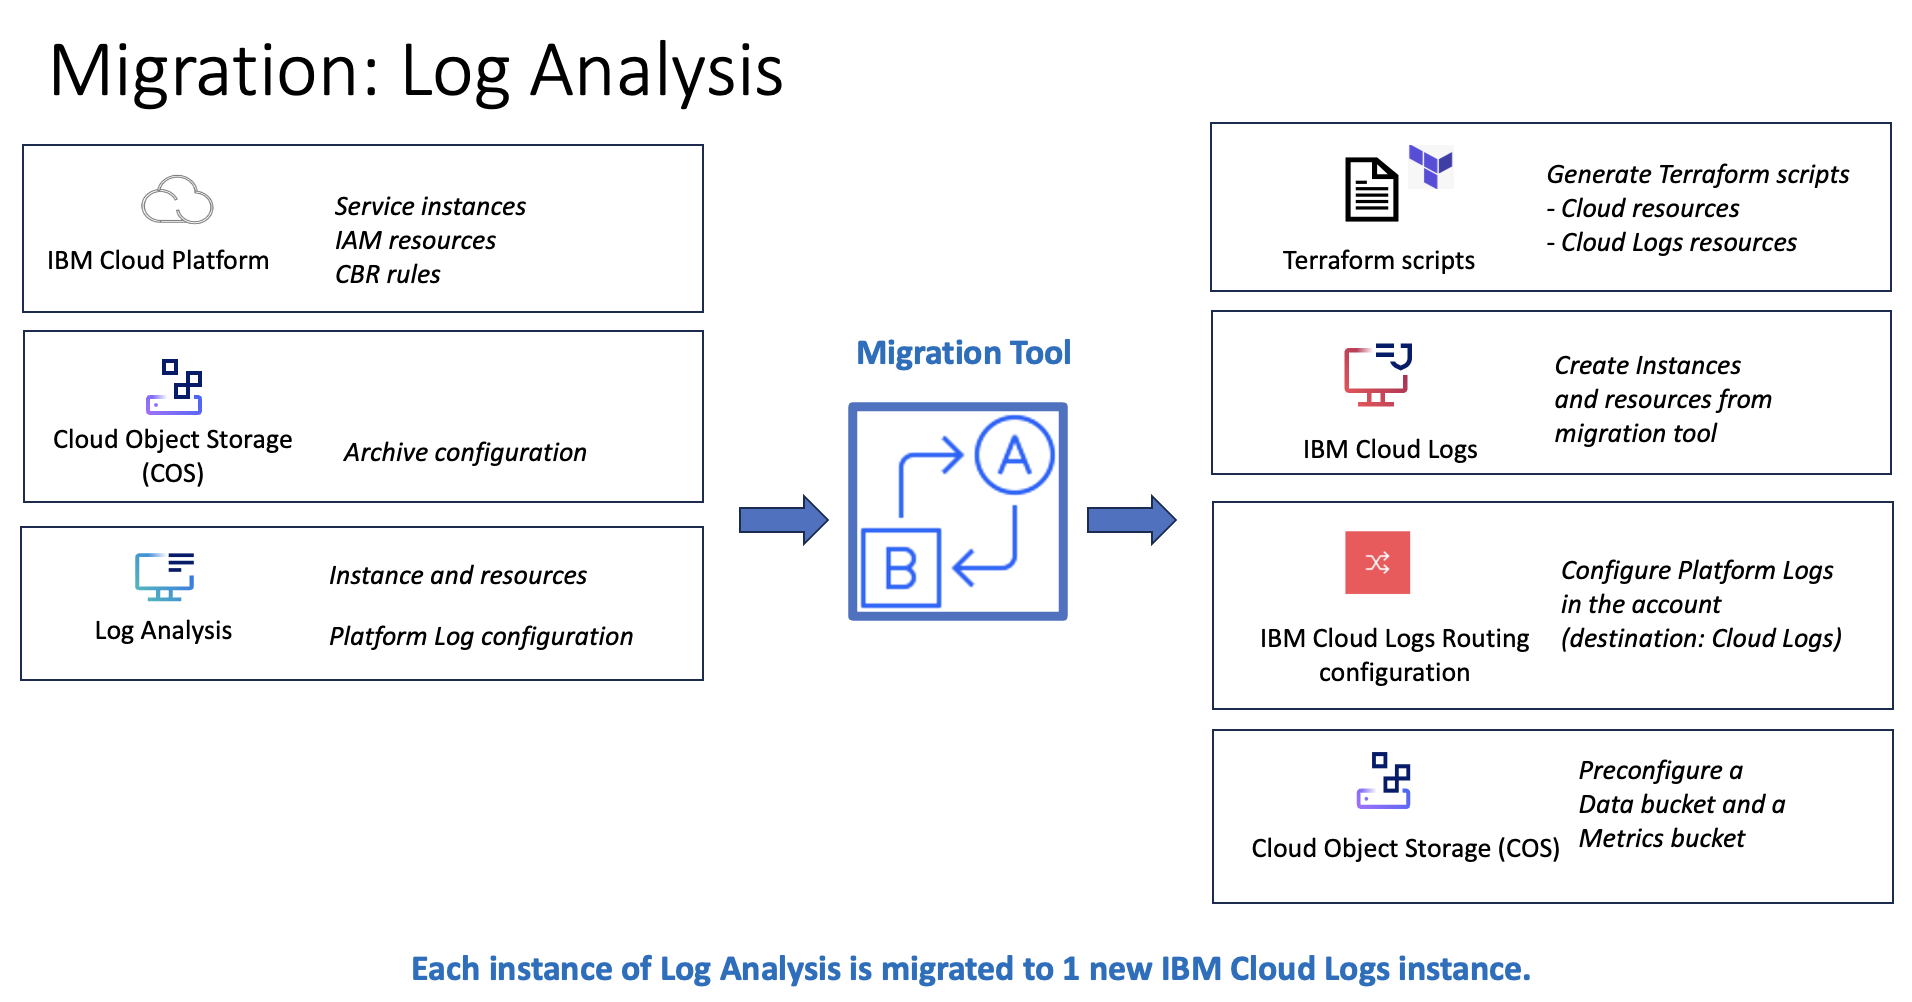 Migration: Log Analysis
IBM Cloud Platform
Service instances
IAM resources
CBR rules
Cloud Object Storage
(COS)
Archive configuration
Log Analysis
Instance and resources
Platform Log configuration
Migration Tool
A
B
Terraform scripts
Generate Terraform scripts
- Cloud resources
- Cloud Logs resources
IBM Cloud Logs
Create Instances
and resources from
migration tool
IBM Cloud Logs Routing
configuration
Configure Platform Logs
in the account
(destination: Cloud Logs)
Cloud Object Storage (COS)
Preconfigure a
Data bucket and a
Metrics bucket
Each instance of Log Analysis is migrated to 1 new IBM Cloud Logs instance.